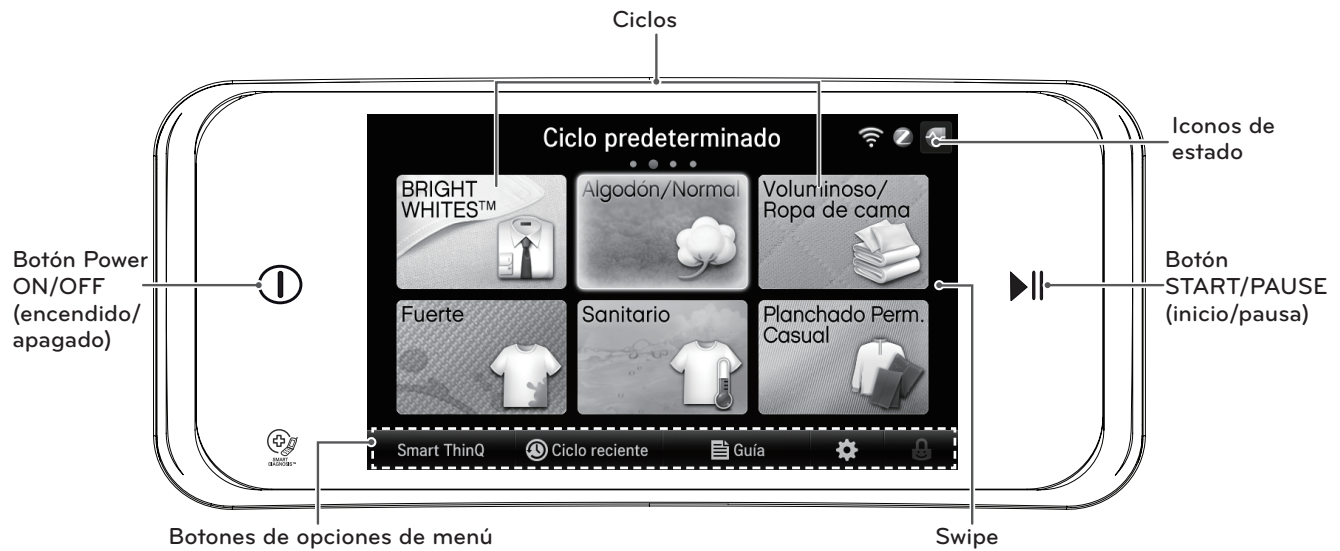 Ciclos
Ciclo predeterminado
Iconos de
estado
BRIGHT
WHITES™
Algodón/Normal
Voluminoso/
Ropa de cama
Botón Power
ON/OFF
(encendido/
apagado)
Botón
START/PAUSE
(inicio/pausa)
Fuerte
Sanitario
Planchado Perm.
Casual
SMART
DIAGNOSIS™
Smart ThinQ
Ciclo reciente
Guía
Botones de opciones de menú
Swipe